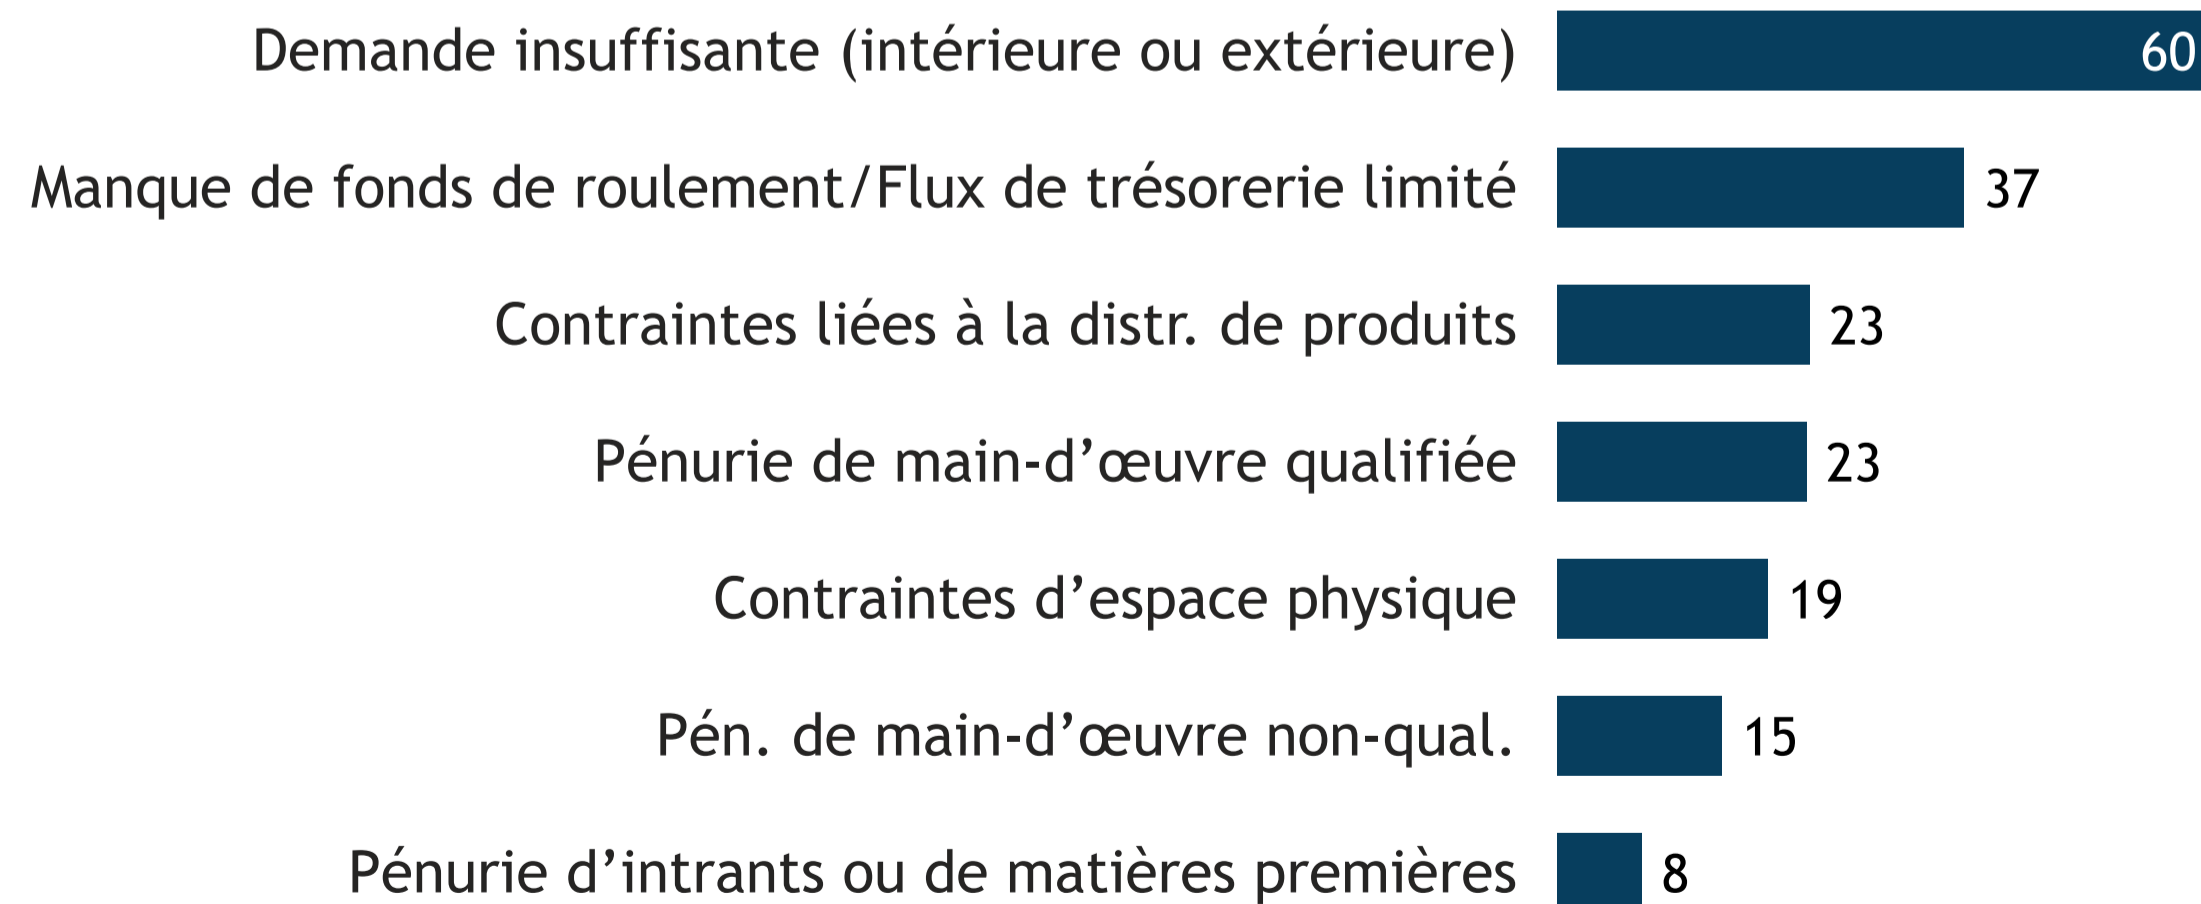 Demande insuffisante (intérieure ou extérieure) 60
Manque de fonds de roulement/Flux de trésorerie limité 37
Contraintes liées à la distr. de produits 23
Pénurie de main-d’œuvre qualifiée 23
Contraintes d’espace physique 19
Pén. de main-d’œuvre non-qual. 15
Pénurie d’intrants ou de matières premières 8